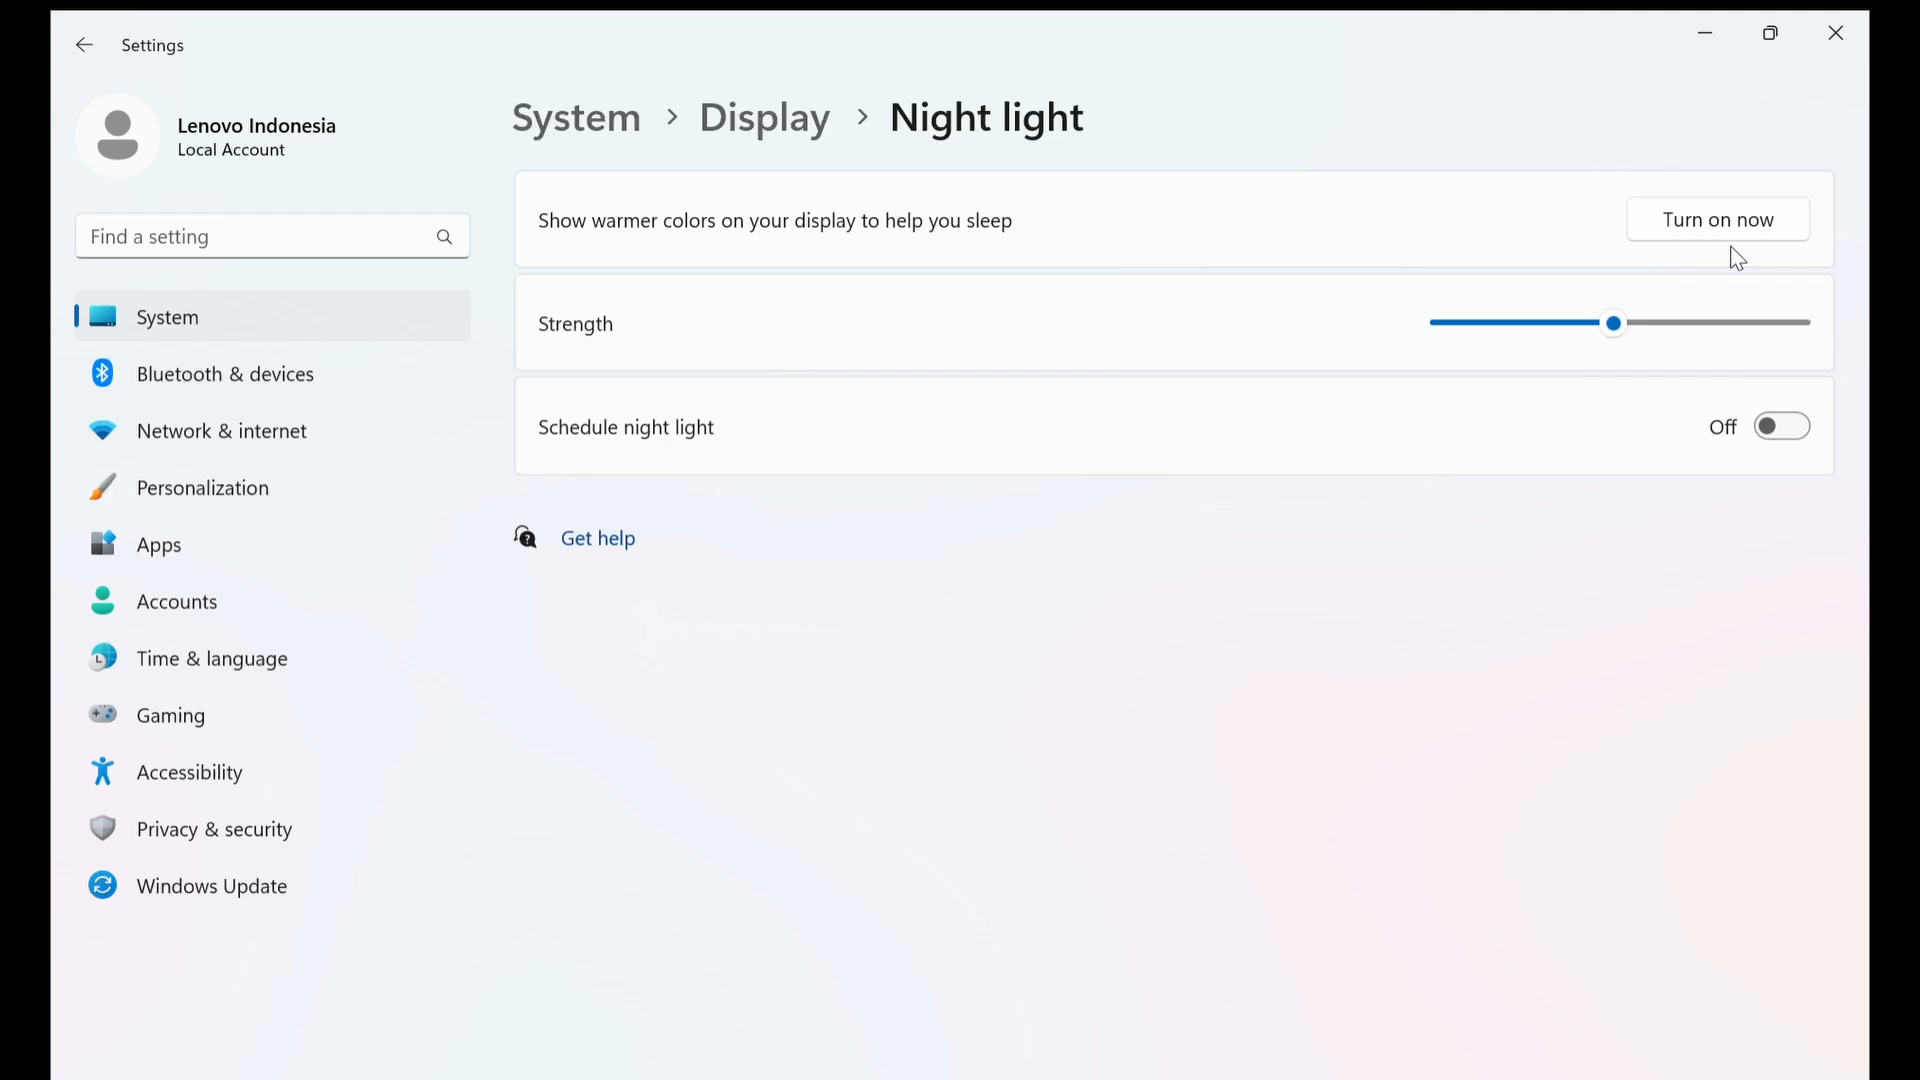 Settings
Lenovo Indonesia
Local Account
Find a setting
System
Bluetooth & devices
Network & internet
Personalization
Apps
Accounts
Time & language
Gaming
Accessibility
Privacy & security
Windows Update
System > Display > Night light
Show warmer colors on your display to help you sleep
Turn on now
Strength
Schedule night light
Off
Get help